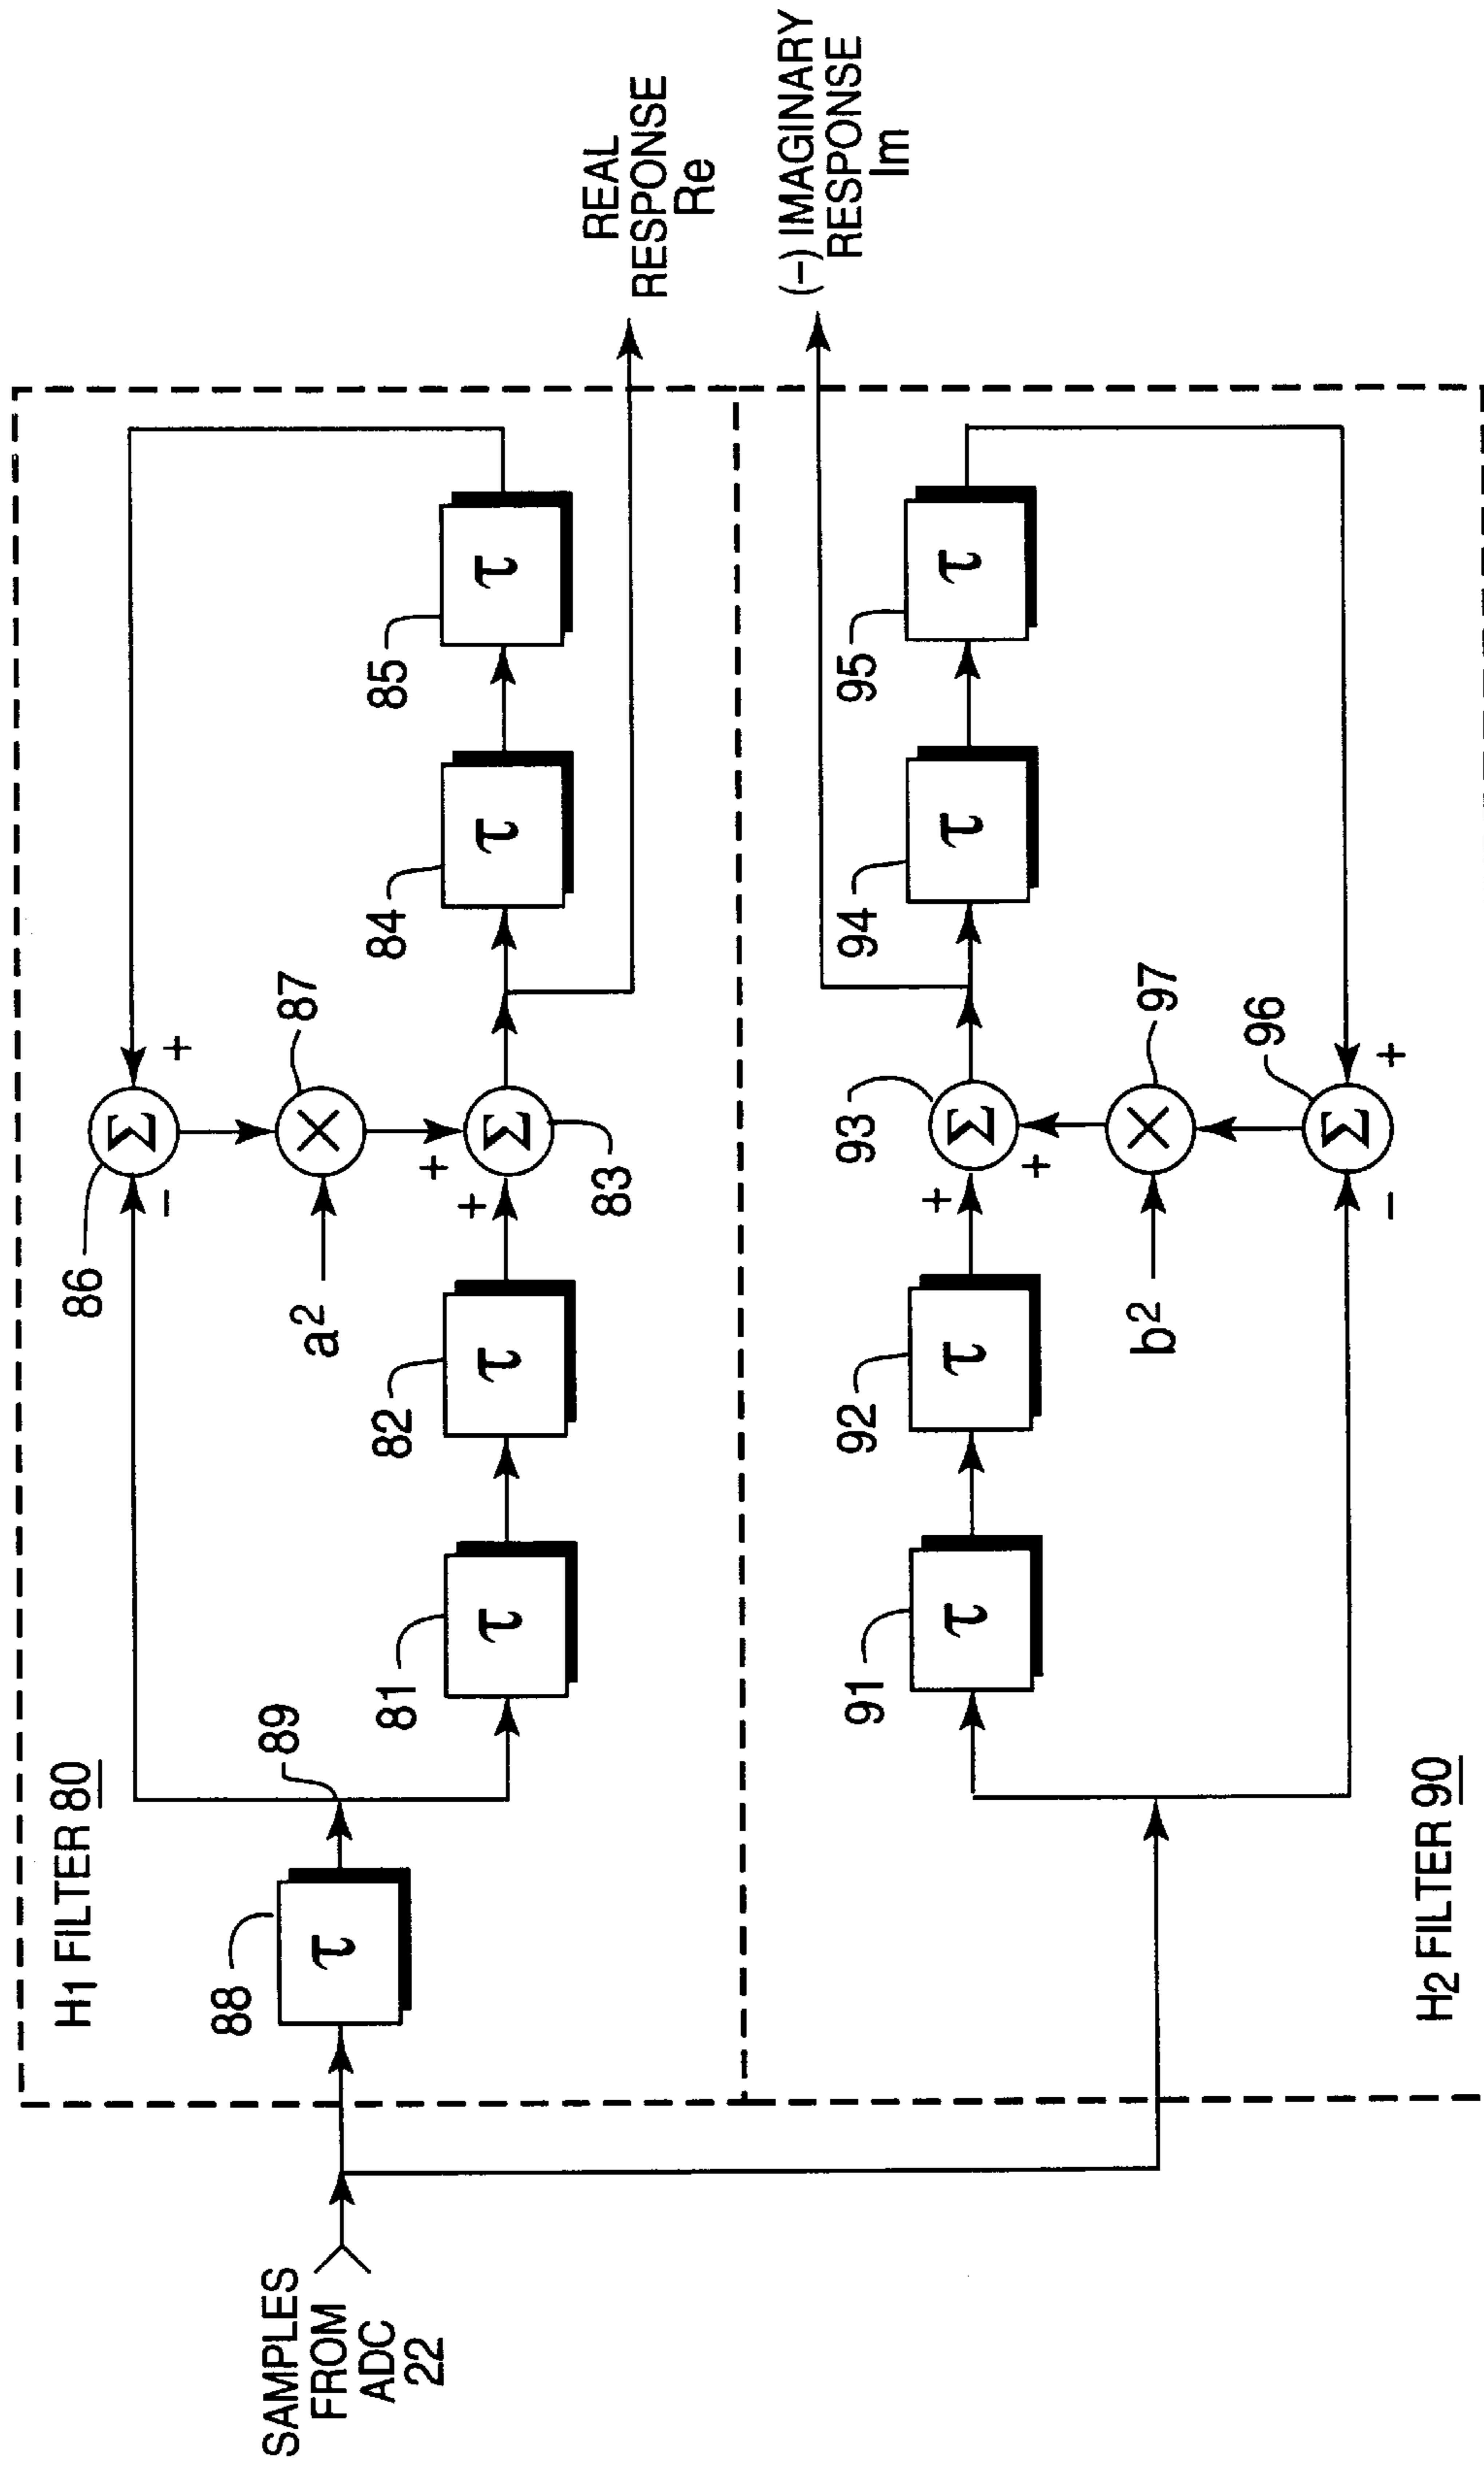 H1 FILTER 80
SAMPLES
FROM
ADC
22
88
τ
89
86
Σ
−
+
a²
×
87
81
τ
82
τ
+
+
Σ
83
84
τ
85
τ
REAL
RESPONSE
Re
(−) IMAGINARY
RESPONSE
Im
91
τ
92
τ
93
+
+
Σ
94
τ
95
τ
b²
×
97
96
Σ
−
+
H2 FILTER 90